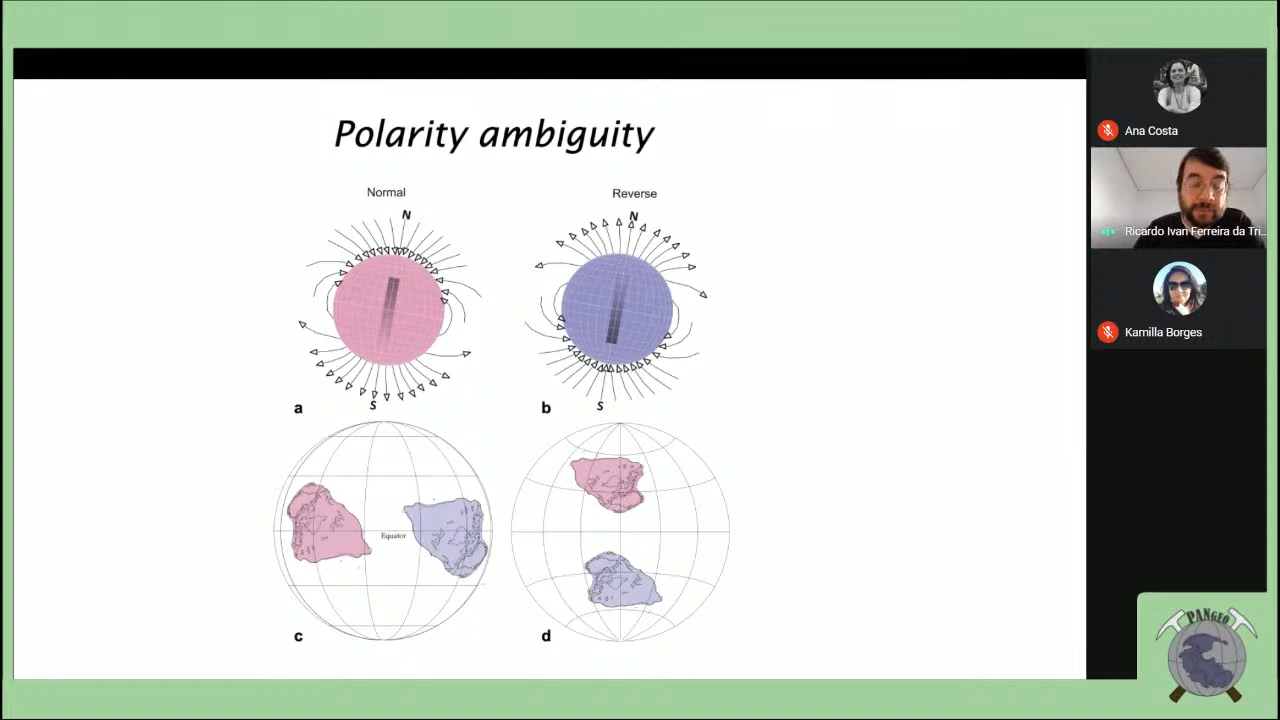 Polarity ambiguity
Normal
Reverse
N
N
S
S
a
b
Equator
c
d
Ana Costa
Ricardo Ivan Ferreira da Tri...
Kamilla Borges
PANGEO